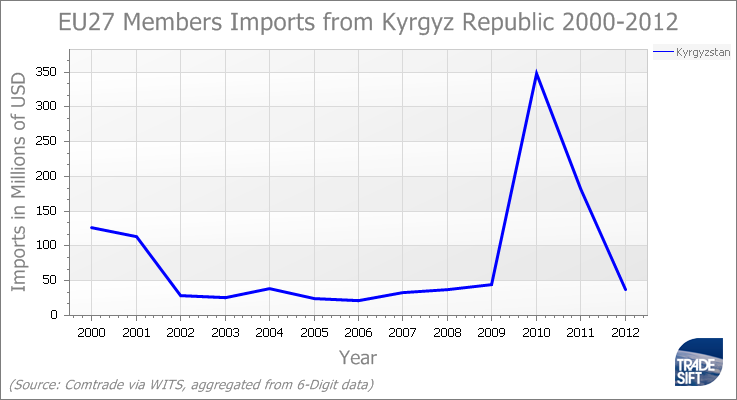 EU27 Members Imports from Kyrgyz Republic 2000-2012
Kyrgyzstan
Imports in Millions of USD
350
300
250
200
150
100
50
0
2000 2001 2002 2003 2004 2005 2006 2007 2008 2009 2010 2011 2012
Year
(Source: Comtrade via WITS, aggregated from 6-Digit data)
TRADE
SIFT